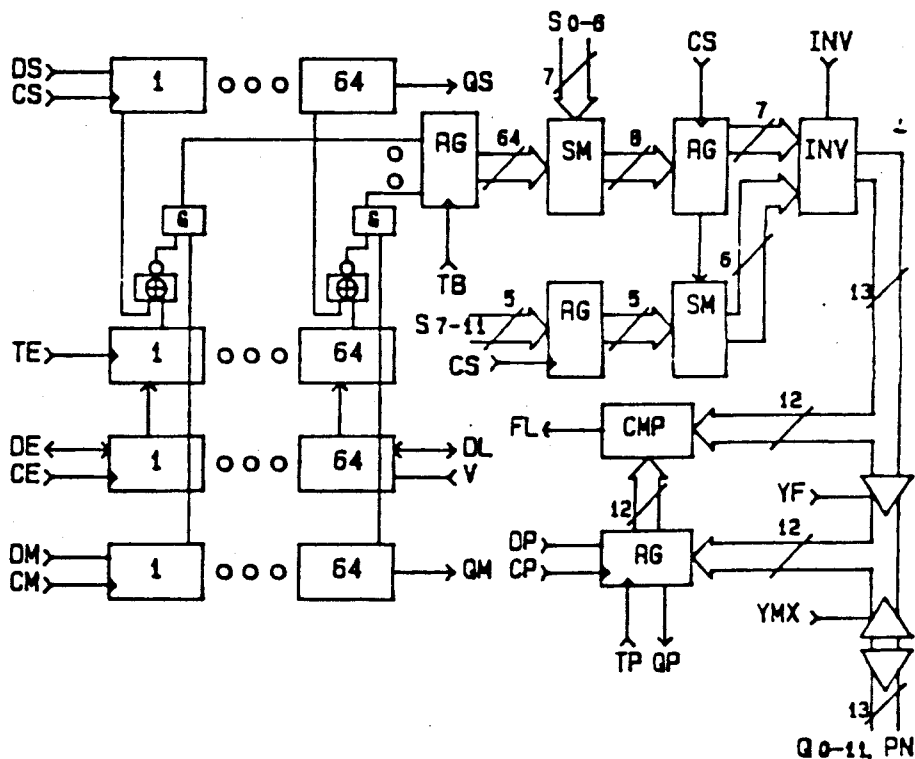 S 0-6
CS
INV
DS
CS
1
64
QS
7
RG
64
SM
8
RG
7
INV
G
G
TB
6
13
TE
1
64
S 7-11
5
RG
5
SM
CS
DE
CE
1
64
DL
V
FL
CMP
12
12
YF
DM
CM
1
64
QM
DP
CP
RG
12
YMX
TP
QP
13
Q 0-11, PN